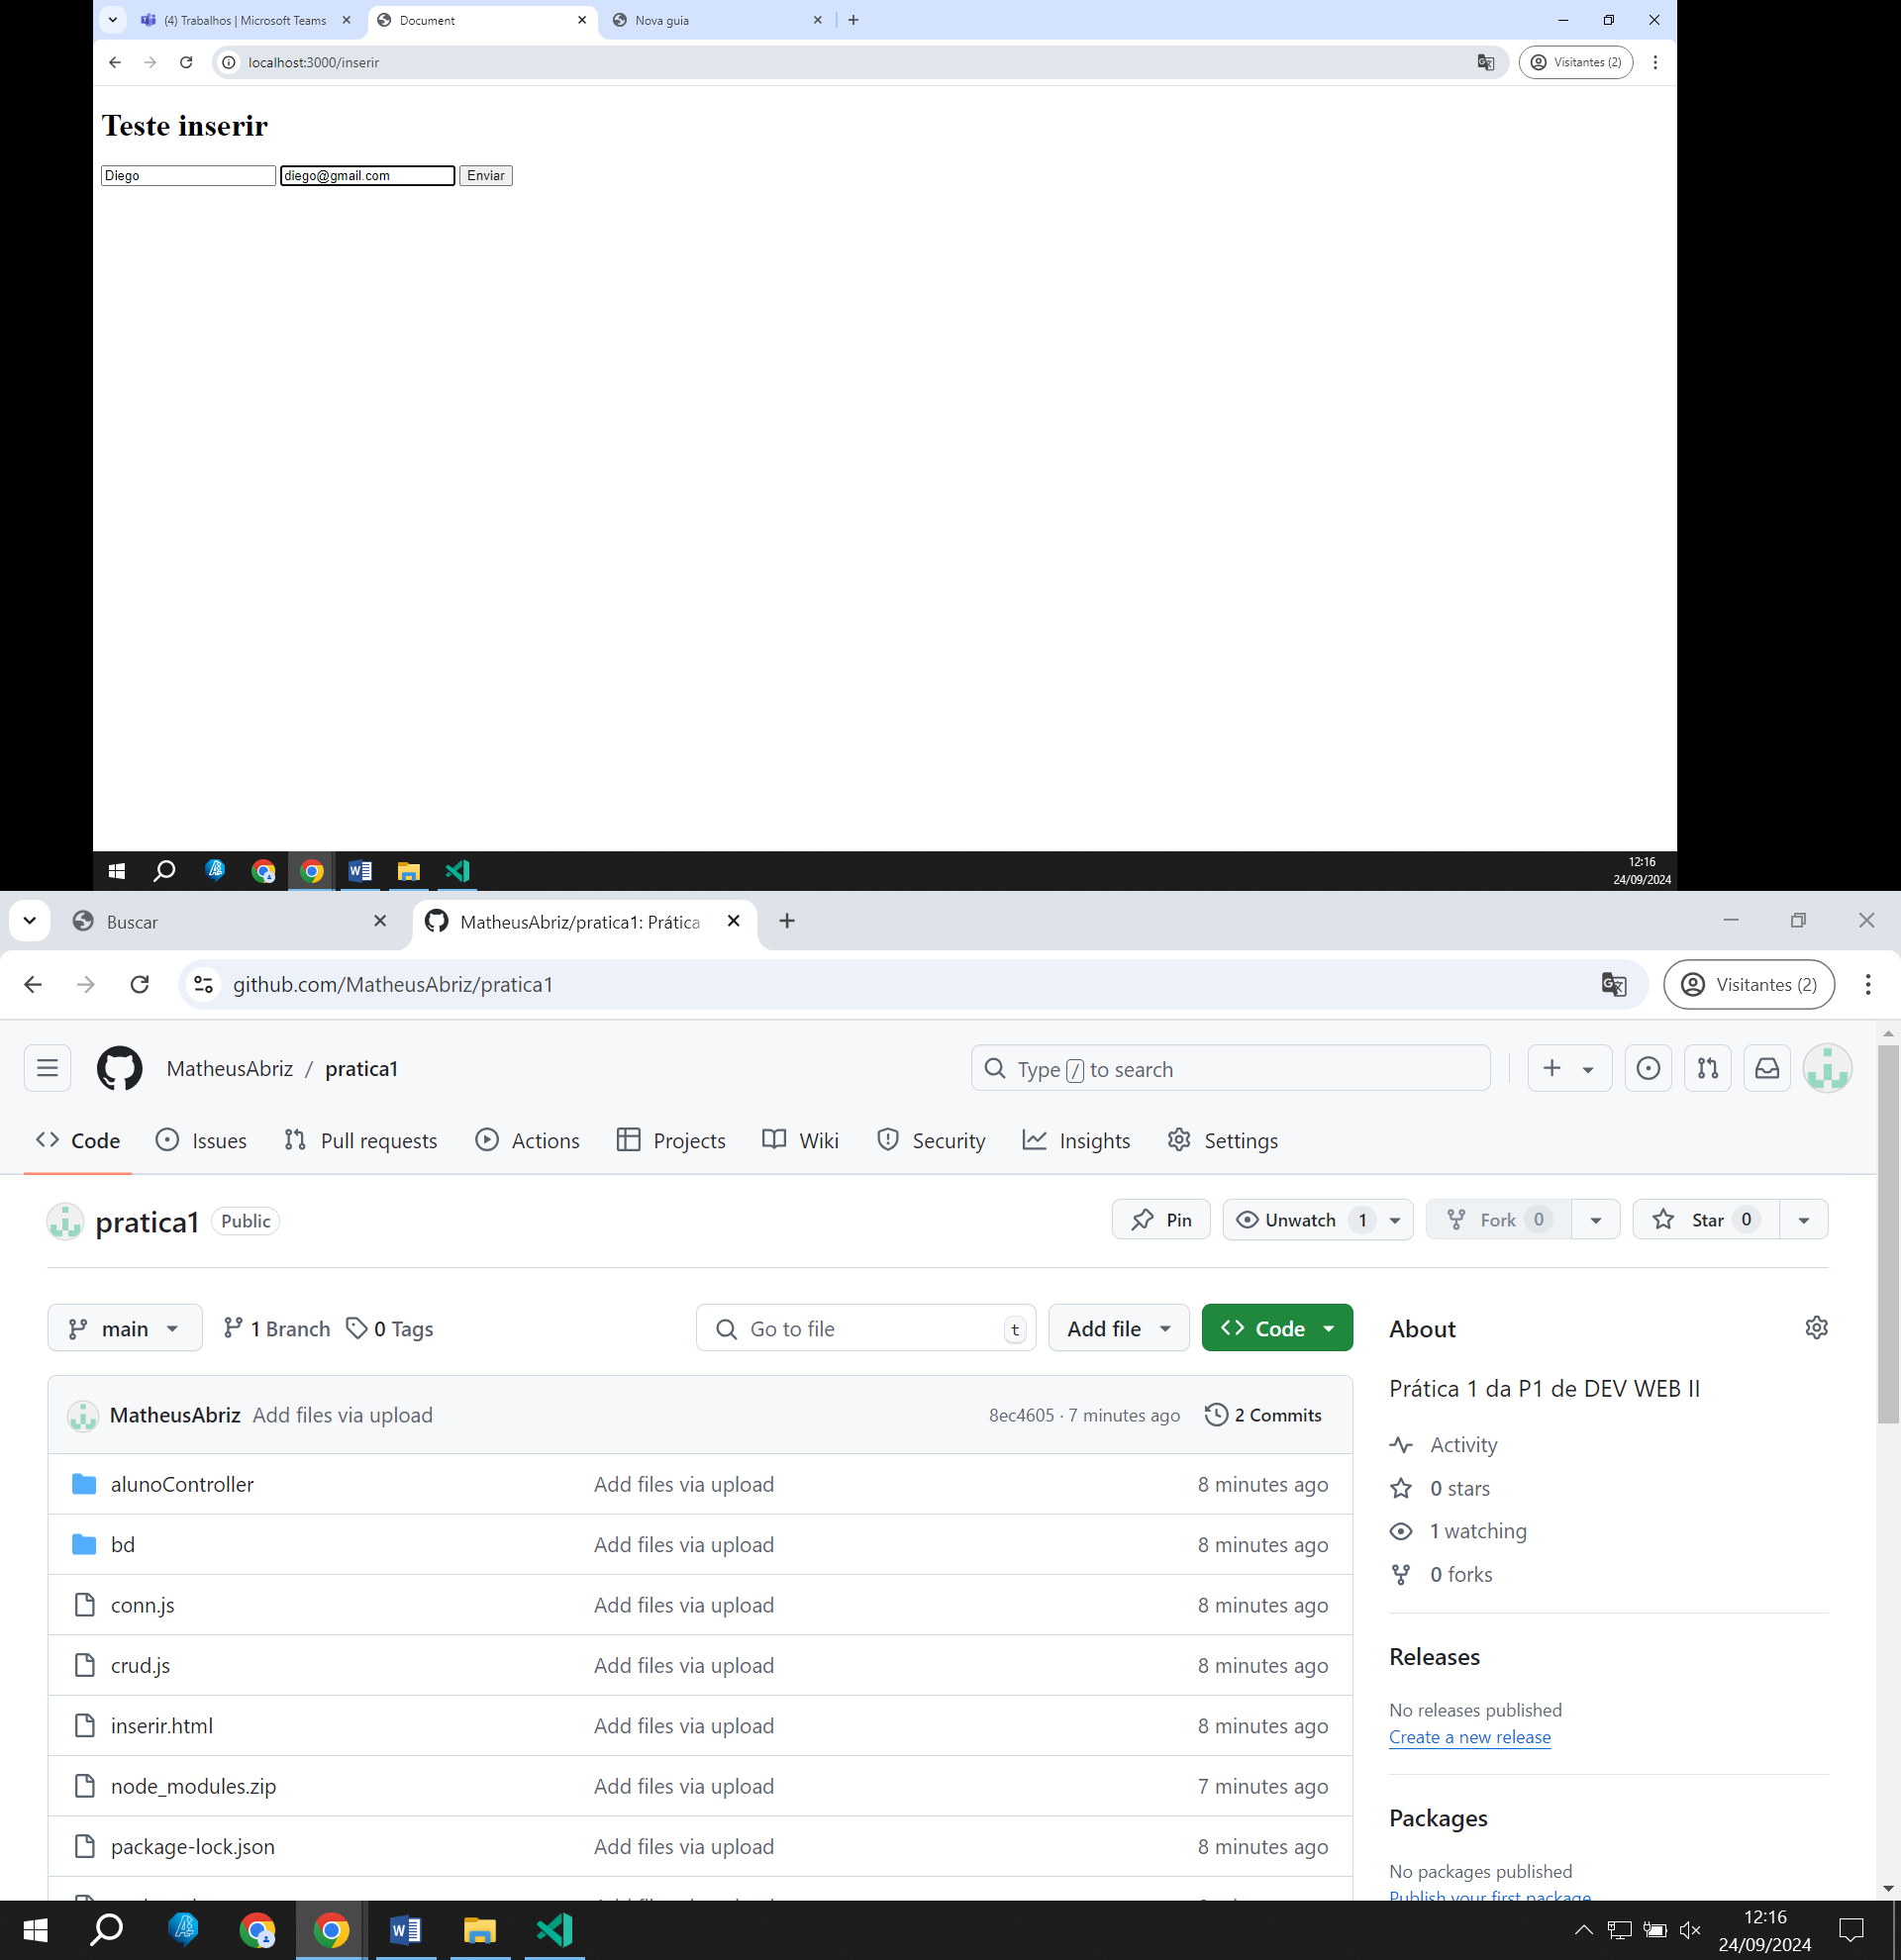 (4) Trabalhos | Microsoft Teams
Document
Nova guia
localhost:3000/inserir
Visitantes (2)
Teste inserir
Diego
diego@gmail.com
Enviar
12:16
24/09/2024
Buscar
MatheusAbriz/pratica1: Prática
github.com/MatheusAbriz/pratica1
Visitantes (2)
MatheusAbriz / pratica1
Type / to search
Code
Issues
Pull requests
Actions
Projects
Wiki
Security
Insights
Settings
pratica1
Public
Pin
Unwatch 1
Fork 0
Star 0
main
1 Branch
0 Tags
Go to file
t
Add file
Code
MatheusAbriz Add files via upload
8ec4605 · 7 minutes ago
2 Commits
alunoController Add files via upload 8 minutes ago
bd Add files via upload 8 minutes ago
conn.js Add files via upload 8 minutes ago
crud.js Add files via upload 8 minutes ago
inserir.html Add files via upload 8 minutes ago
node_modules.zip Add files via upload 7 minutes ago
package-lock.json Add files via upload 8 minutes ago
About
Prática 1 da P1 de DEV WEB II
Activity
0 stars
1 watching
0 forks
Releases
No releases published
Create a new release
Packages
No packages published
Publish your first package
12:16
24/09/2024